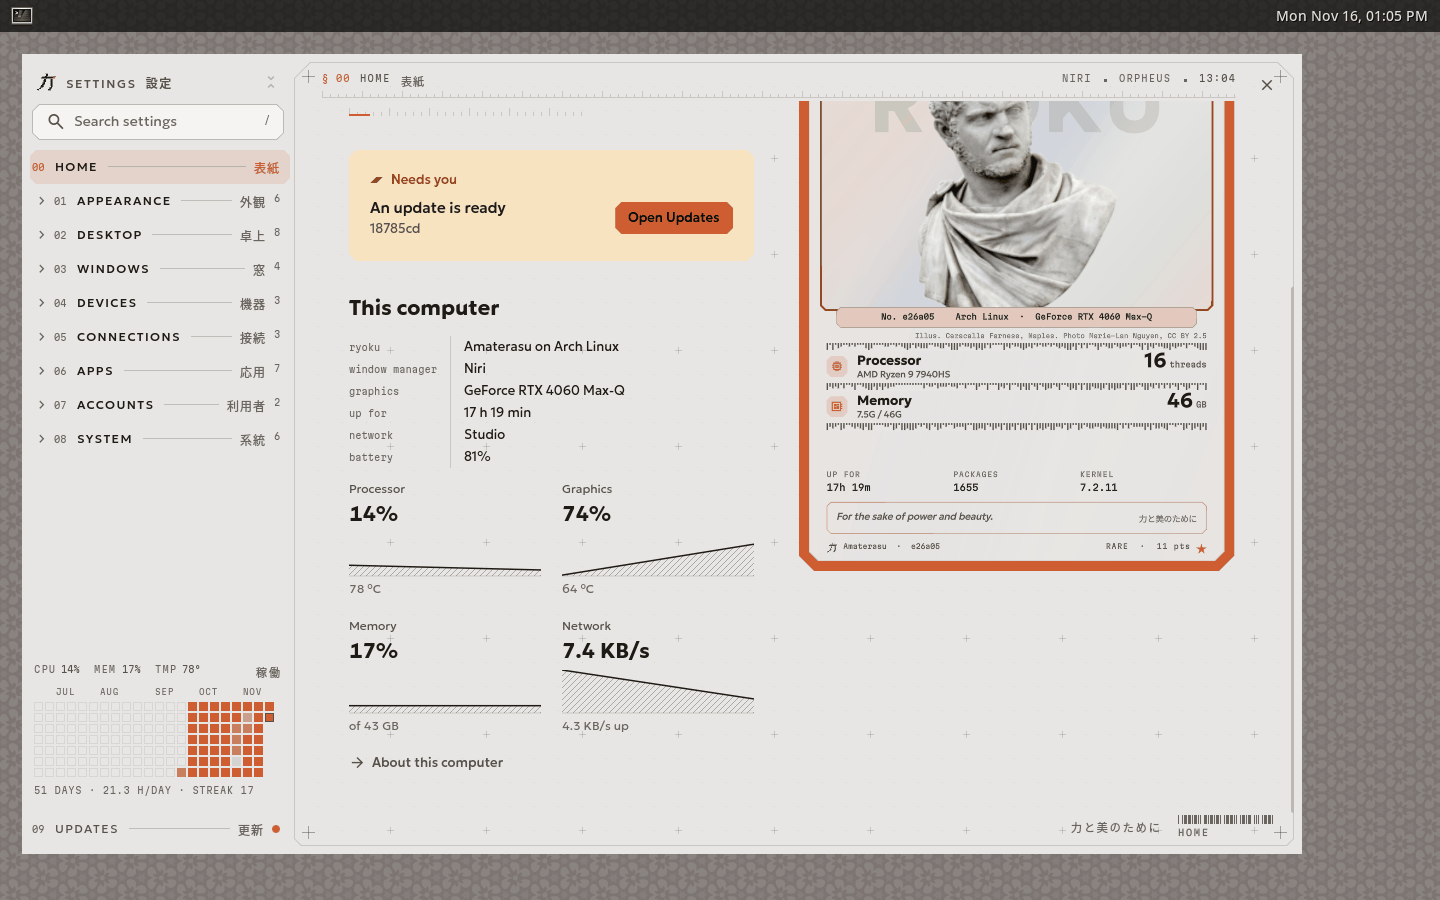 Mon Nov 16, 01:05 PM
力 SETTINGS 設定
Search settings /
00 HOME 表紙
01 APPEARANCE 外観 6
02 DESKTOP 卓上 8
03 WINDOWS 窓 4
04 DEVICES 機器 3
05 CONNECTIONS 接続 3
06 APPS 応用 7
07 ACCOUNTS 利用者 2
08 SYSTEM 系統 6
CPU 14% MEM 17% TMP 78° 稼働
JUL AUG SEP OCT NOV
51 DAYS · 21.3 H/DAY · STREAK 17
09 UPDATES 更新
§ 00 HOME 表紙
NIRI ▪ ORPHEUS ▪ 13:04
Needs you
An update is ready
18785cd
Open Updates
This computer
ryoku Amaterasu on Arch Linux
window manager Niri
graphics GeForce RTX 4060 Max-Q
up for 17 h 19 min
network Studio
battery 81%
Processor
14%
78 °C
Graphics
74%
64 °C
Memory
17%
of 43 GB
Network
7.4 KB/s
4.3 KB/s up
About this computer
RYOKU
No. e26a05 Arch Linux · GeForce RTX 4060 Max-Q
Illus. Caracalla Farnese, Naples. Photo Marie-Lan Nguyen, CC BY 2.5
Processor
AMD Ryzen 9 7940HS
16 threads
Memory
7.5G / 46G
46 GB
UP FOR PACKAGES KERNEL
17h 19m 1655 7.2.11
For the sake of power and beauty. 力と美のために
力 Amaterasu · e26a05 RARE · 11 pts ★
力と美のために
HOME